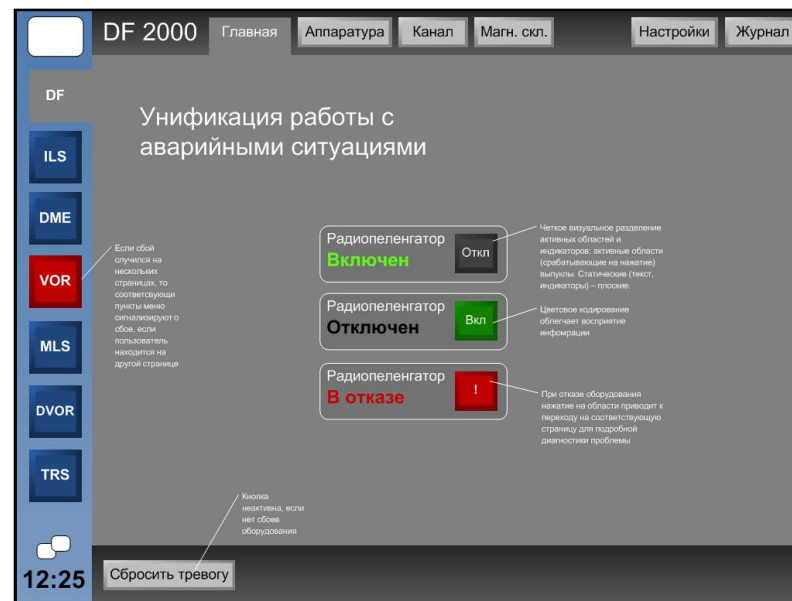 DF 2000
Главная
Аппаратура
Канал
Магн. скл.
Настройки
Журнал
DF
ILS
DME
VOR
MLS
DVOR
TRS
12:25
Унификация работы с
аварийными ситуациями
Если сбой
случился на
нескольких
страницах, то
соответсвующи
пункты меню
сигнализируют о
сбое, если
пользователь
находится на
другой странице
Радиопеленгатор
Включен
Откл
Четкое визуальное разделение
активных областей и
индикаторов: активные области
(срабатывающие на нажатие)
выпуклы. Статические (текст,
индикаторы) – плоские.
Радиопеленгатор
Отключен
Вкл
Цветовое кодирование
облегчает восприятие
инфомрации
Радиопеленгатор
В отказе
!
При отказе оборудования
нажатие на области приводит к
переходу на соответствующую
страницу для подробной
диагностики проблемы
Кнопка
неактивна, если
нет сбоев
оборудования
Сбросить тревогу